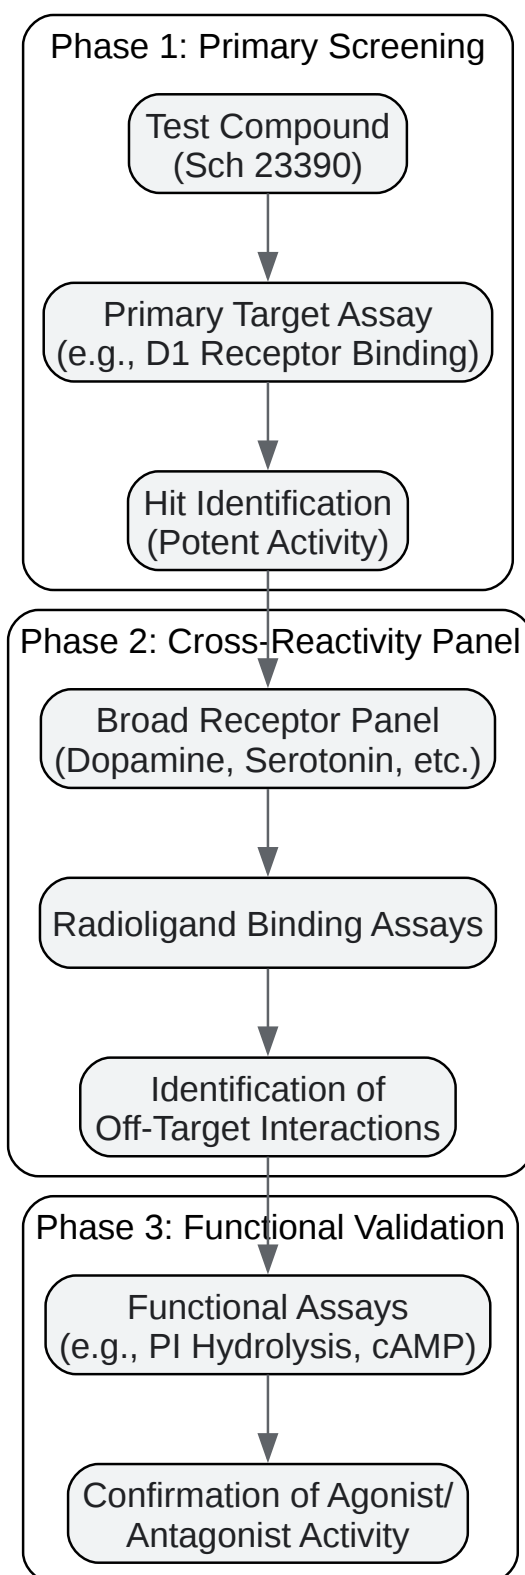 Phase 1: Primary Screening
Test Compound
(Sch 23390)
Primary Target Assay
(e.g., D1 Receptor Binding)
Hit Identification
(Potent Activity)
Phase 2: Cross-Reactivity Panel
Broad Receptor Panel
(Dopamine, Serotonin, etc.)
Radioligand Binding Assays
Identification of
Off-Target Interactions
Phase 3: Functional Validation
Functional Assays
(e.g., PI Hydrolysis, cAMP)
Confirmation of Agonist/
Antagonist Activity